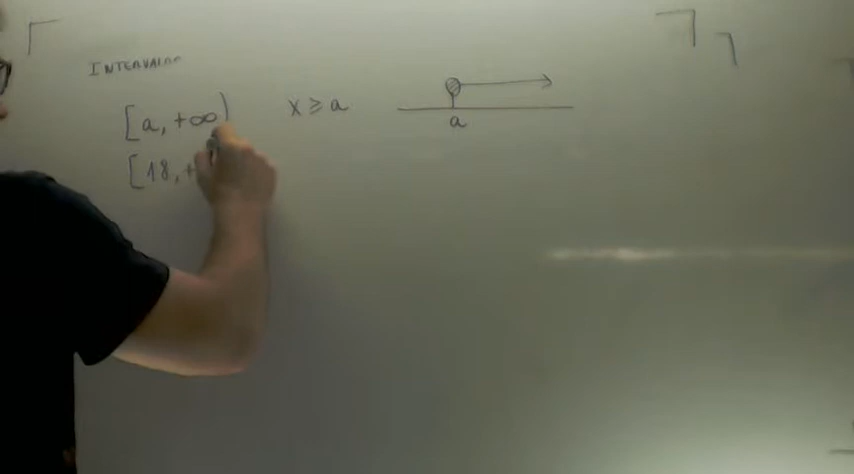 INTERVALOS
[a, +∞) x ⩾ a
a
[18, +